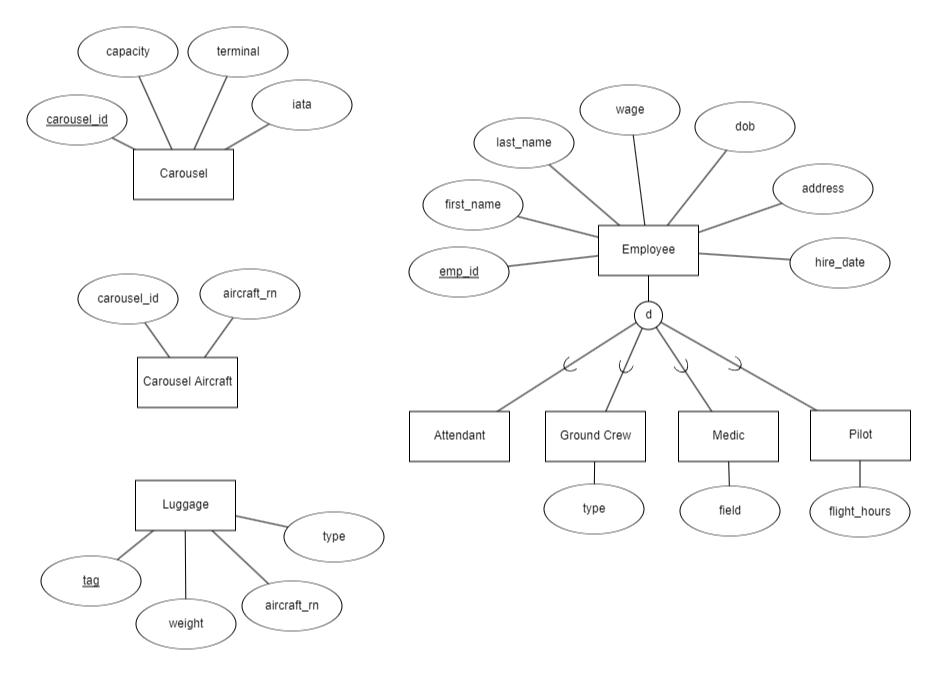 capacity
terminal
iata
carousel_id
Carousel
carousel_id
aircraft_rn
Carousel Aircraft
Luggage
type
tag
aircraft_rn
weight
wage
dob
last_name
address
first_name
Employee
hire_date
emp_id
d
Attendant
Ground Crew
Medic
Pilot
type
field
flight_hours